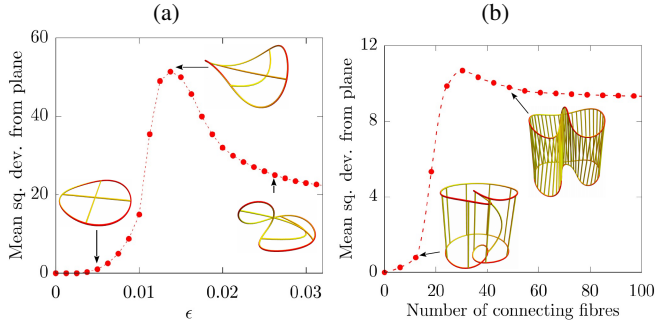 (a)
Mean sq. dev. from plane
60
40
20
0
0 0.01 0.02 0.03
ϵ
(b)
Mean sq. dev. from plane
12
8
4
0
0 20 40 60 80 100
Number of connecting fibres